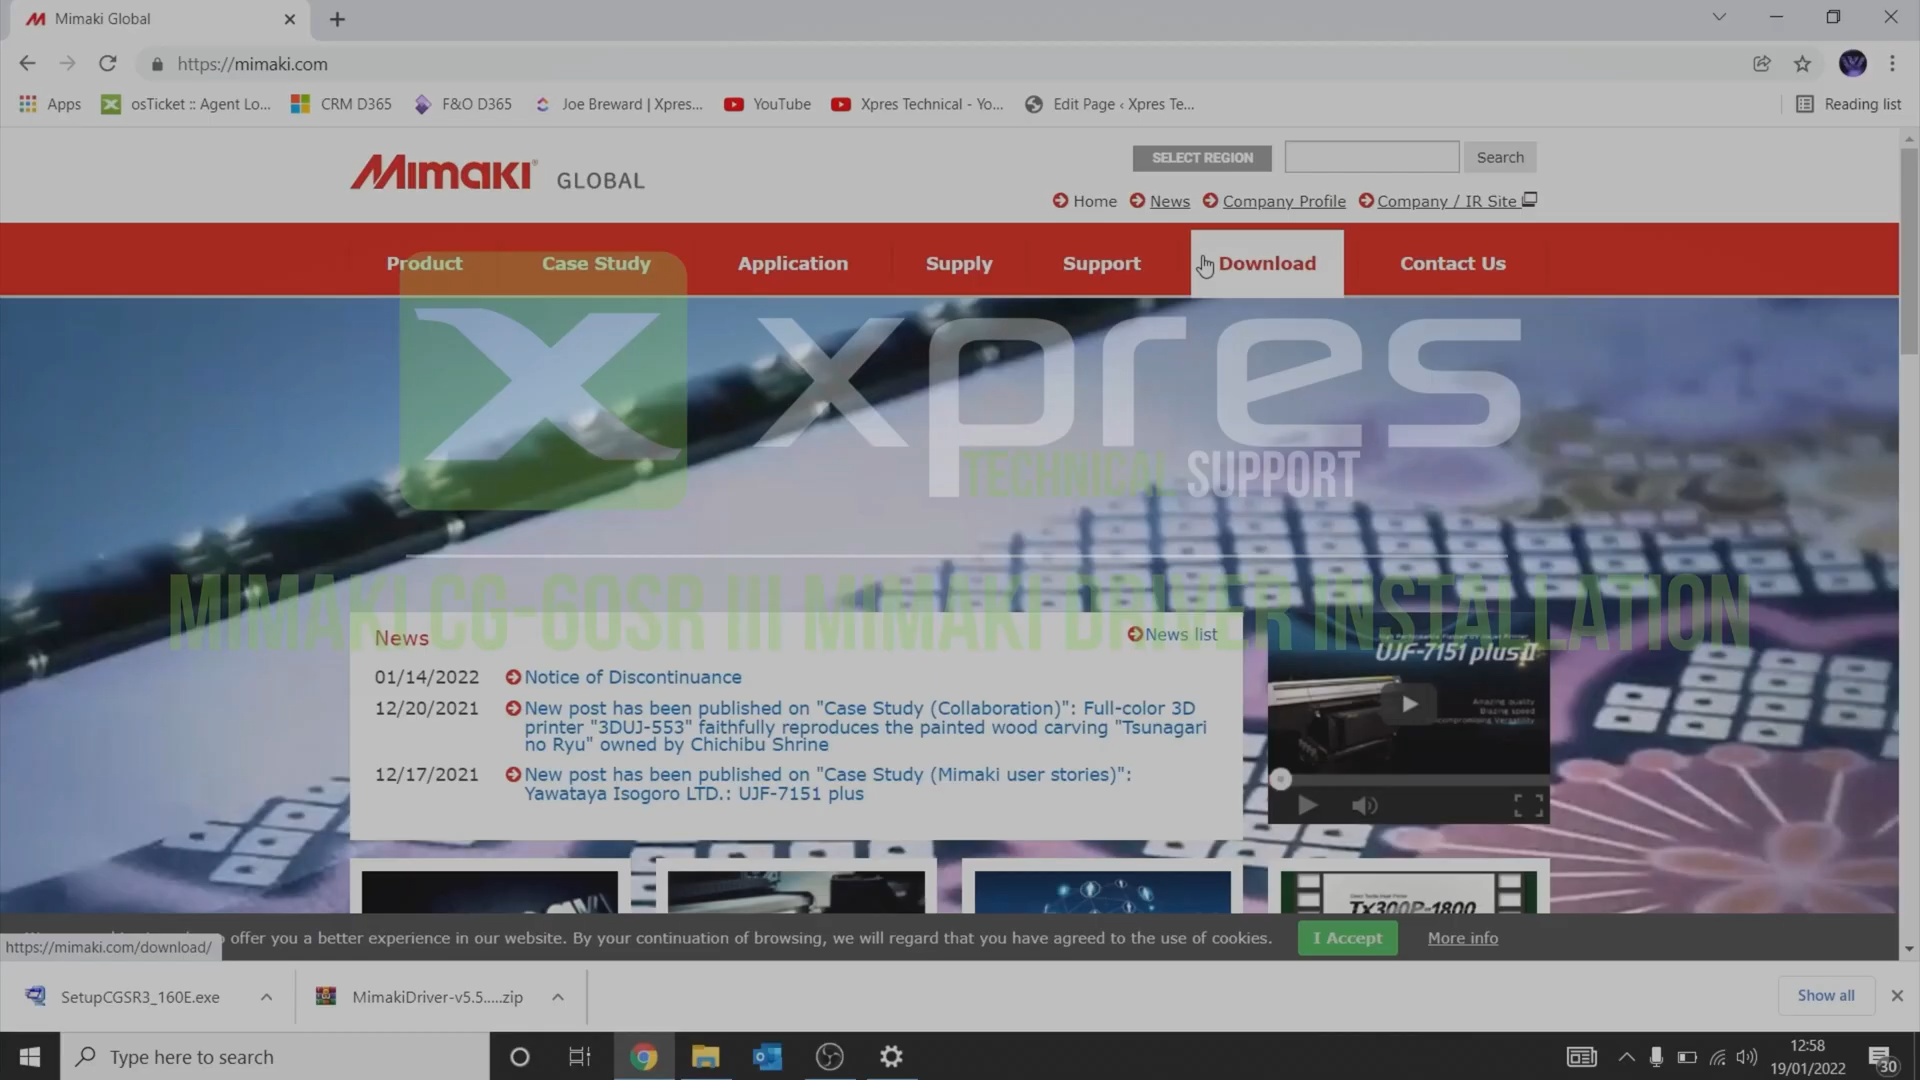 Mimaki Global
https://mimaki.com
Apps
osTicket :: Agent Lo...
CRM D365
F&O D365
Joe Breward | Xpres...
YouTube
Xpres Technical - Yo...
Edit Page ‹ Xpres Te...
Reading list
Mimaki GLOBAL
SELECT REGION
Search
Home
News
Company Profile
Company / IR Site
Product
Case Study
Application
Supply
Support
Download
Contact Us
xpres
TECHNICAL SUPPORT
MIMAKI CG-60SR III MIMAKI DRIVER INSTALLATION
News
News list
01/14/2022
Notice of Discontinuance
12/20/2021
New post has been published on "Case Study (Collaboration)": Full-color 3D
printer "3DUJ-553" faithfully reproduces the painted wood carving "Tsunagari
no Ryu" owned by Chichibu Shrine
12/17/2021
New post has been published on "Case Study (Mimaki user stories)":
Yawataya Isogoro LTD.: UJF-7151 plus
UJF-7151 plusII
Amazing quality
Blazing speed
Tx300P-1800
offer you a better experience in our website. By your continuation of browsing, we will regard that you have agreed to the use of cookies.
I Accept
More info
https://mimaki.com/download/
SetupCGSR3_160E.exe
MimakiDriver-v5.5.....zip
Show all
Type here to search
12:58
19/01/2022
30